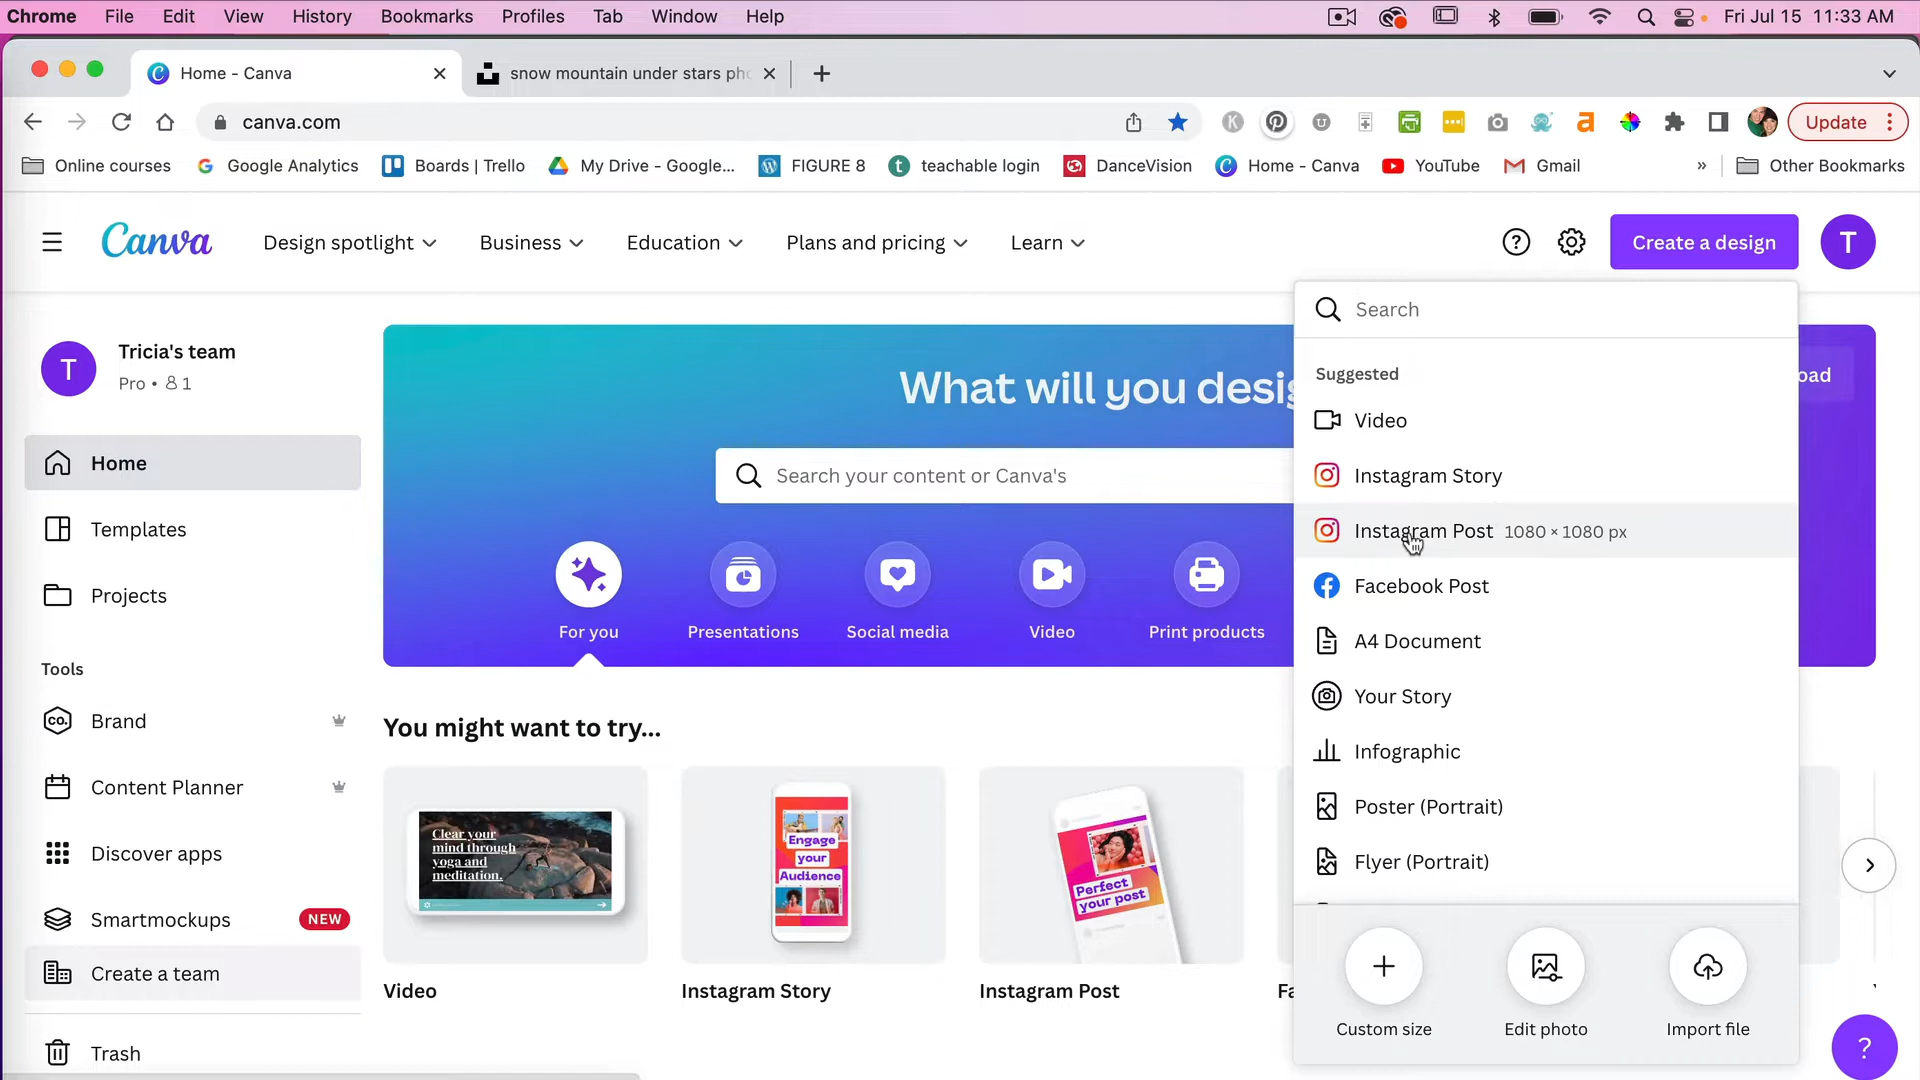 Chrome File Edit View History Bookmarks Profiles Tab Window Help Fri Jul 15 11:33 AM
Home - Canva snow mountain under stars pho
canva.com Update
Online courses Google Analytics Boards | Trello My Drive - Google... FIGURE 8 teachable login DanceVision Home - Canva YouTube Gmail » Other Bookmarks
Canva Design spotlight Business Education Plans and pricing Learn Create a design T
Search
T Tricia's team
Pro • 1
What will you desig
oad
Suggested
Video
Search your content or Canva's
Instagram Story
Instagram Post 1080 × 1080 px
Facebook Post
A4 Document
Your Story
Infographic
Poster (Portrait)
Flyer (Portrait)
Custom size Edit photo Import file
Home
Templates
Projects
Tools
CO. Brand
Content Planner
Discover apps
Smartmockups NEW
Create a team
Trash
For you Presentations Social media Video Print products
You might want to try...
Clear your
mind through
yoga and
meditation.
Engage
your
Audience
Perfect
your post
Video Instagram Story Instagram Post Fa
?